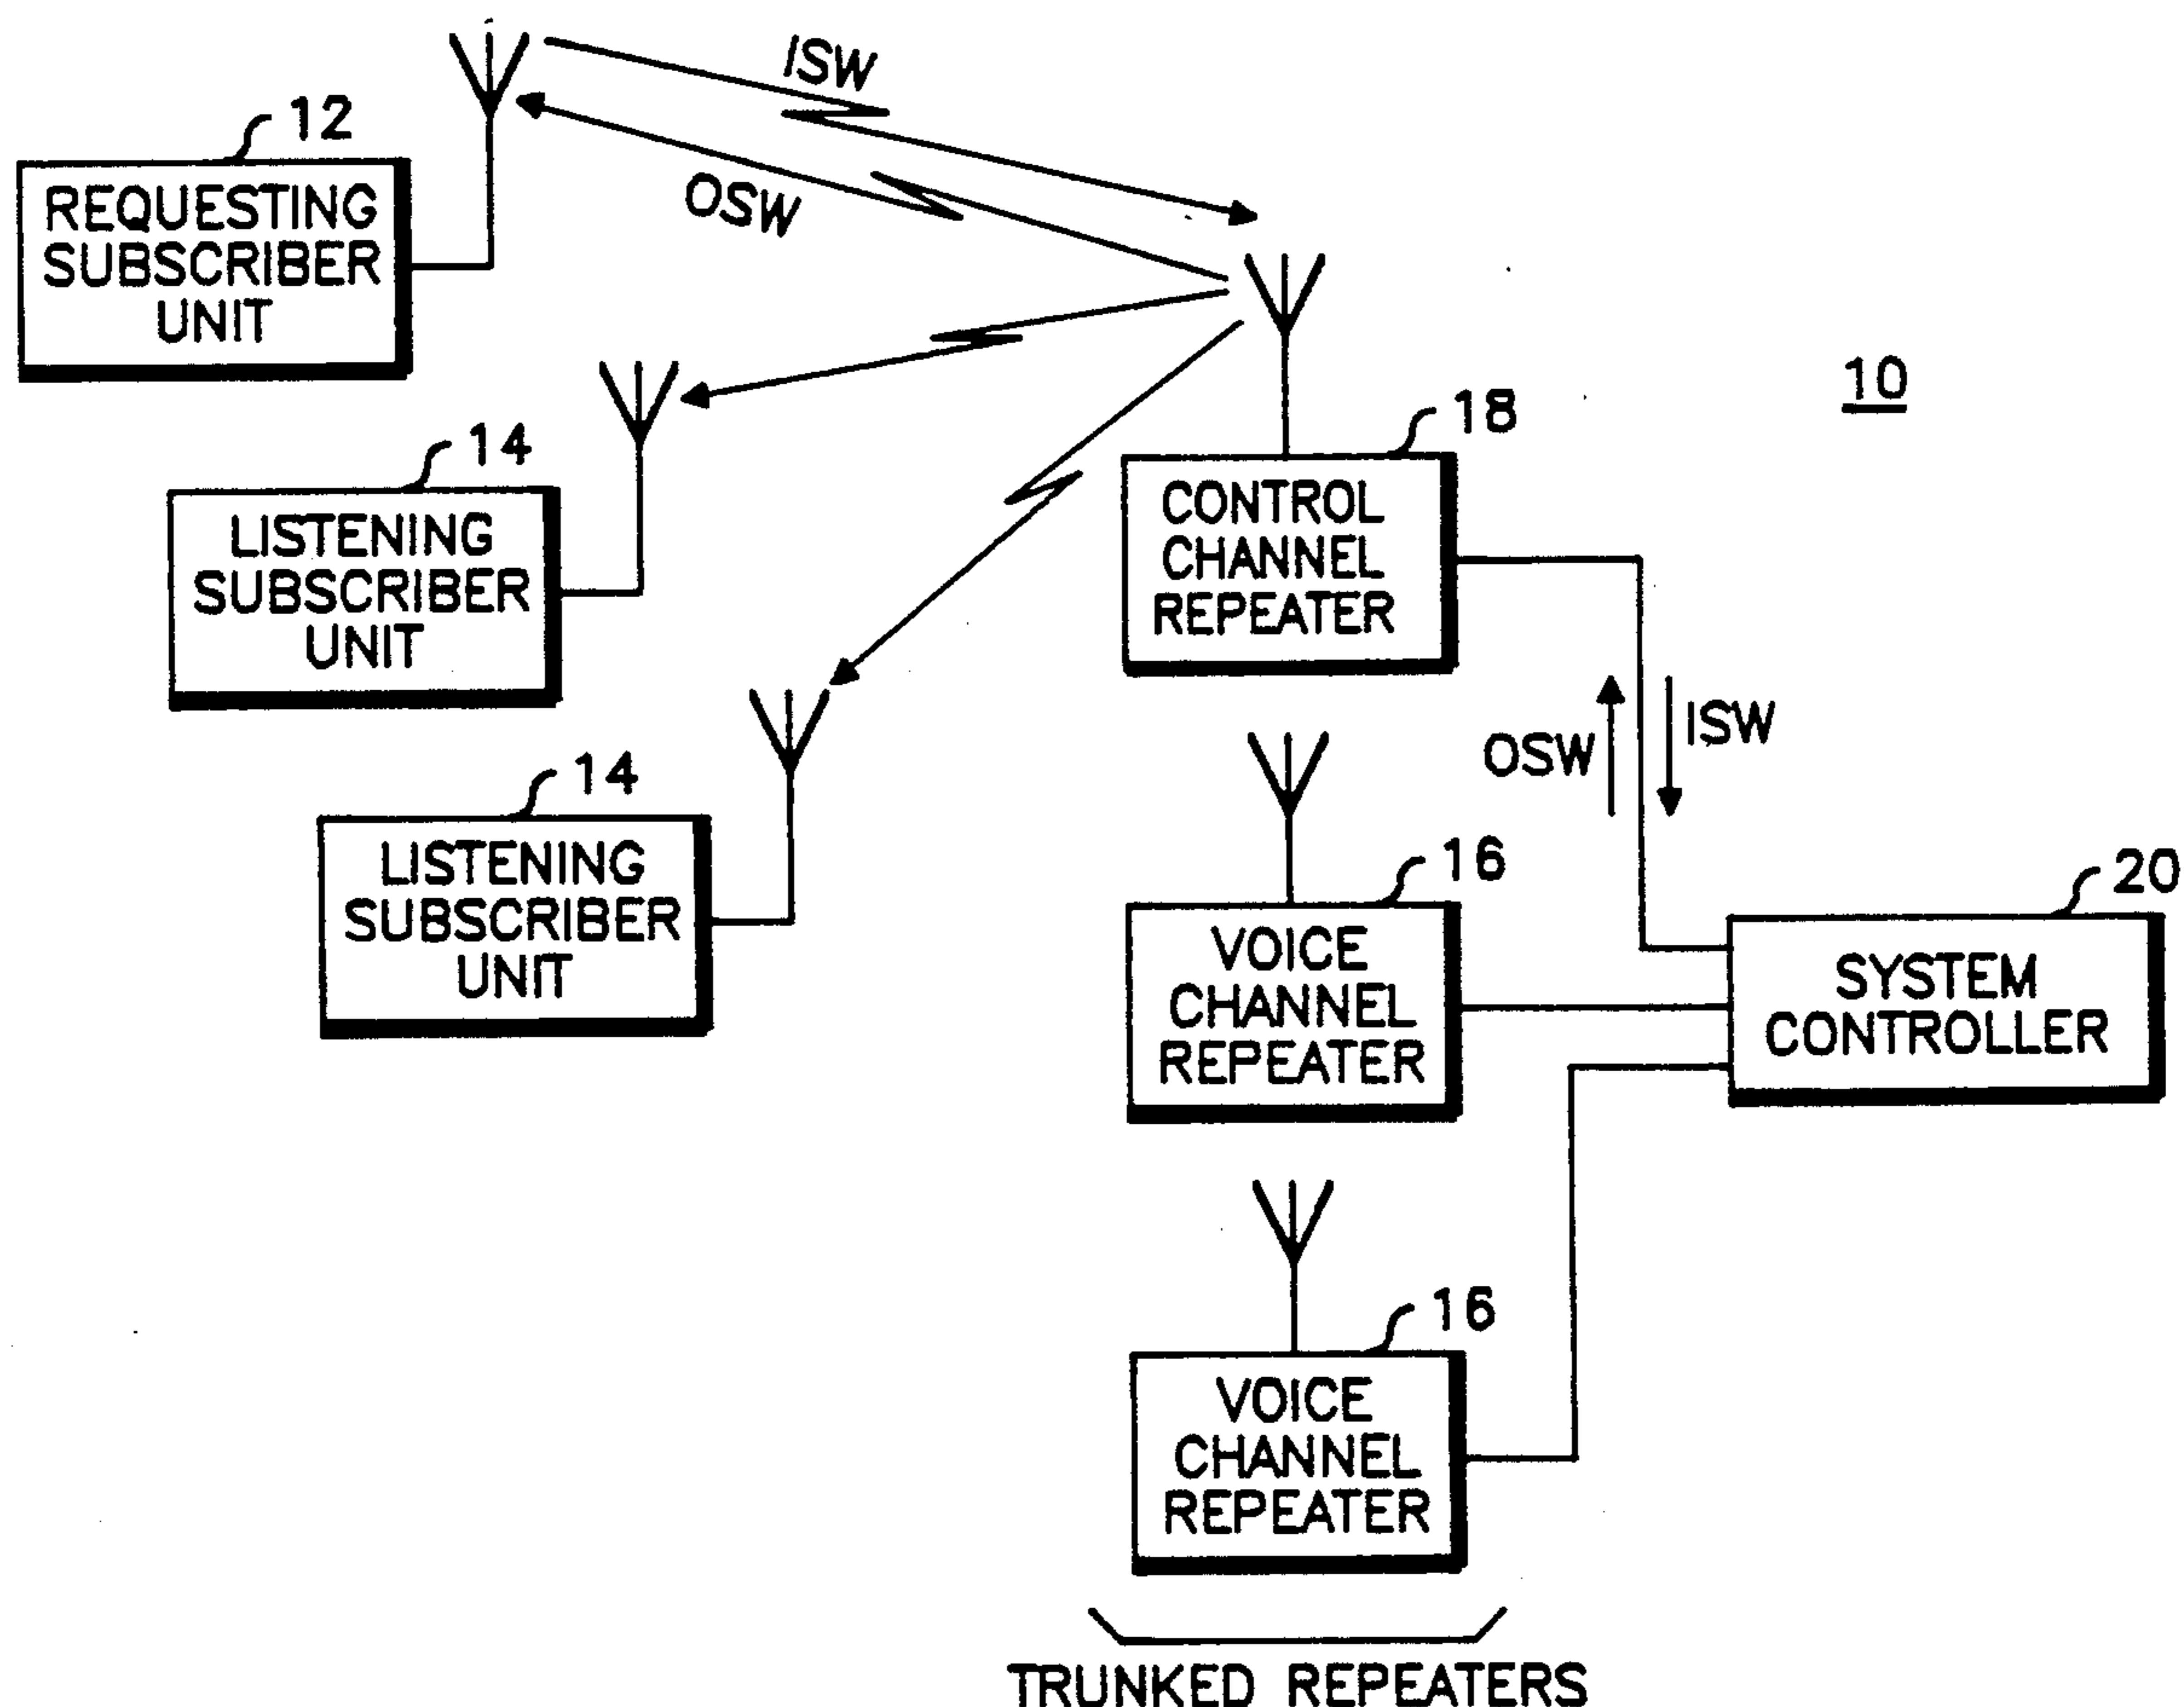 ISW
12
REQUESTING
SUBSCRIBER
UNIT
OSW
10
18
CONTROL
CHANNEL
REPEATER
14
LISTENING
SUBSCRIBER
UNIT
OSW
ISW
14
LISTENING
SUBSCRIBER
UNIT
16
VOICE
CHANNEL
REPEATER
20
SYSTEM
CONTROLLER
16
VOICE
CHANNEL
REPEATER
TRUNKED REPEATERS